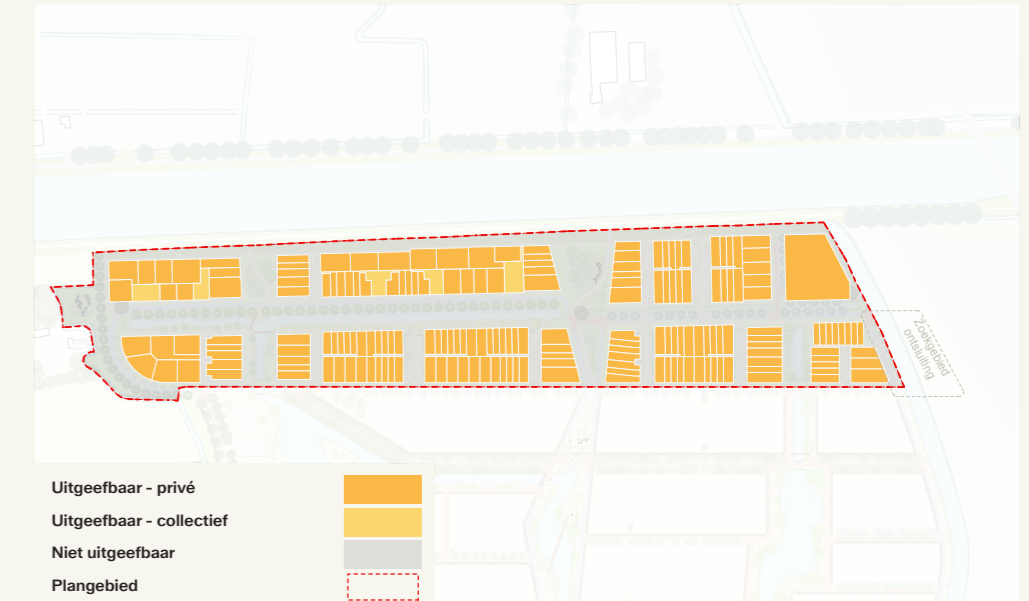 Zoekgebied
ontsluiting
Uitgeefbaar - privé
Uitgeefbaar - collectief
Niet uitgeefbaar
Plangebied